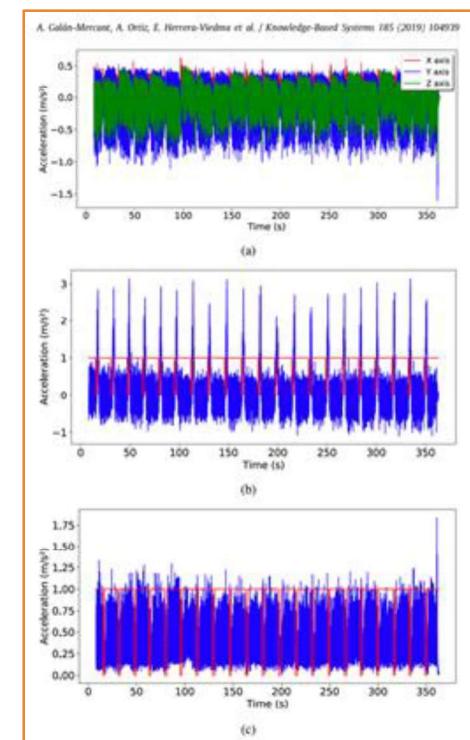 A. Galán-Mercant, A. Ortiz, E. Herrera-Viedma et al. / Knowledge-Based Systems 185 (2019) 104939
0.5
0.0
−0.5
−1.0
−1.5
Acceleration (m/s²)
X axis
Y axis
Z axis
0 50 100 150 200 250 300 350
Time (s)
(a)
3
2
1
0
−1
Acceleration (m/s²)
0 50 100 150 200 250 300 350
Time (s)
(b)
1.75
1.50
1.25
1.00
0.75
0.50
0.25
0.00
Acceleration (m/s²)
0 50 100 150 200 250 300 350
Time (s)
(c)